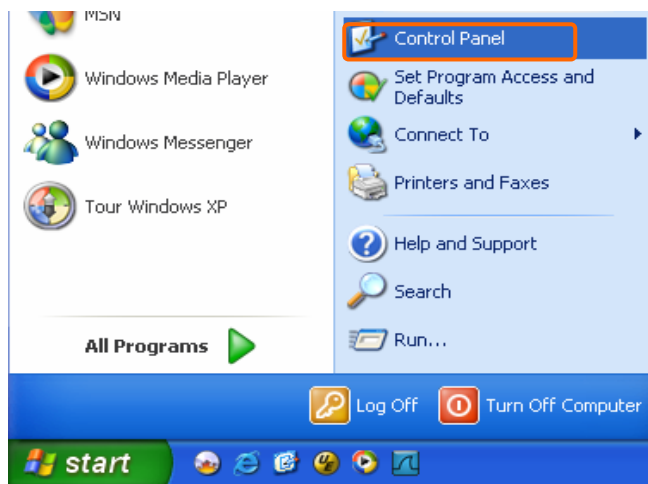 MSN
Windows Media Player
Windows Messenger
Tour Windows XP
All Programs
Control Panel
Set Program Access and
Defaults
Connect To
Printers and Faxes
Help and Support
Search
Run...
Log Off
Turn Off Computer
start